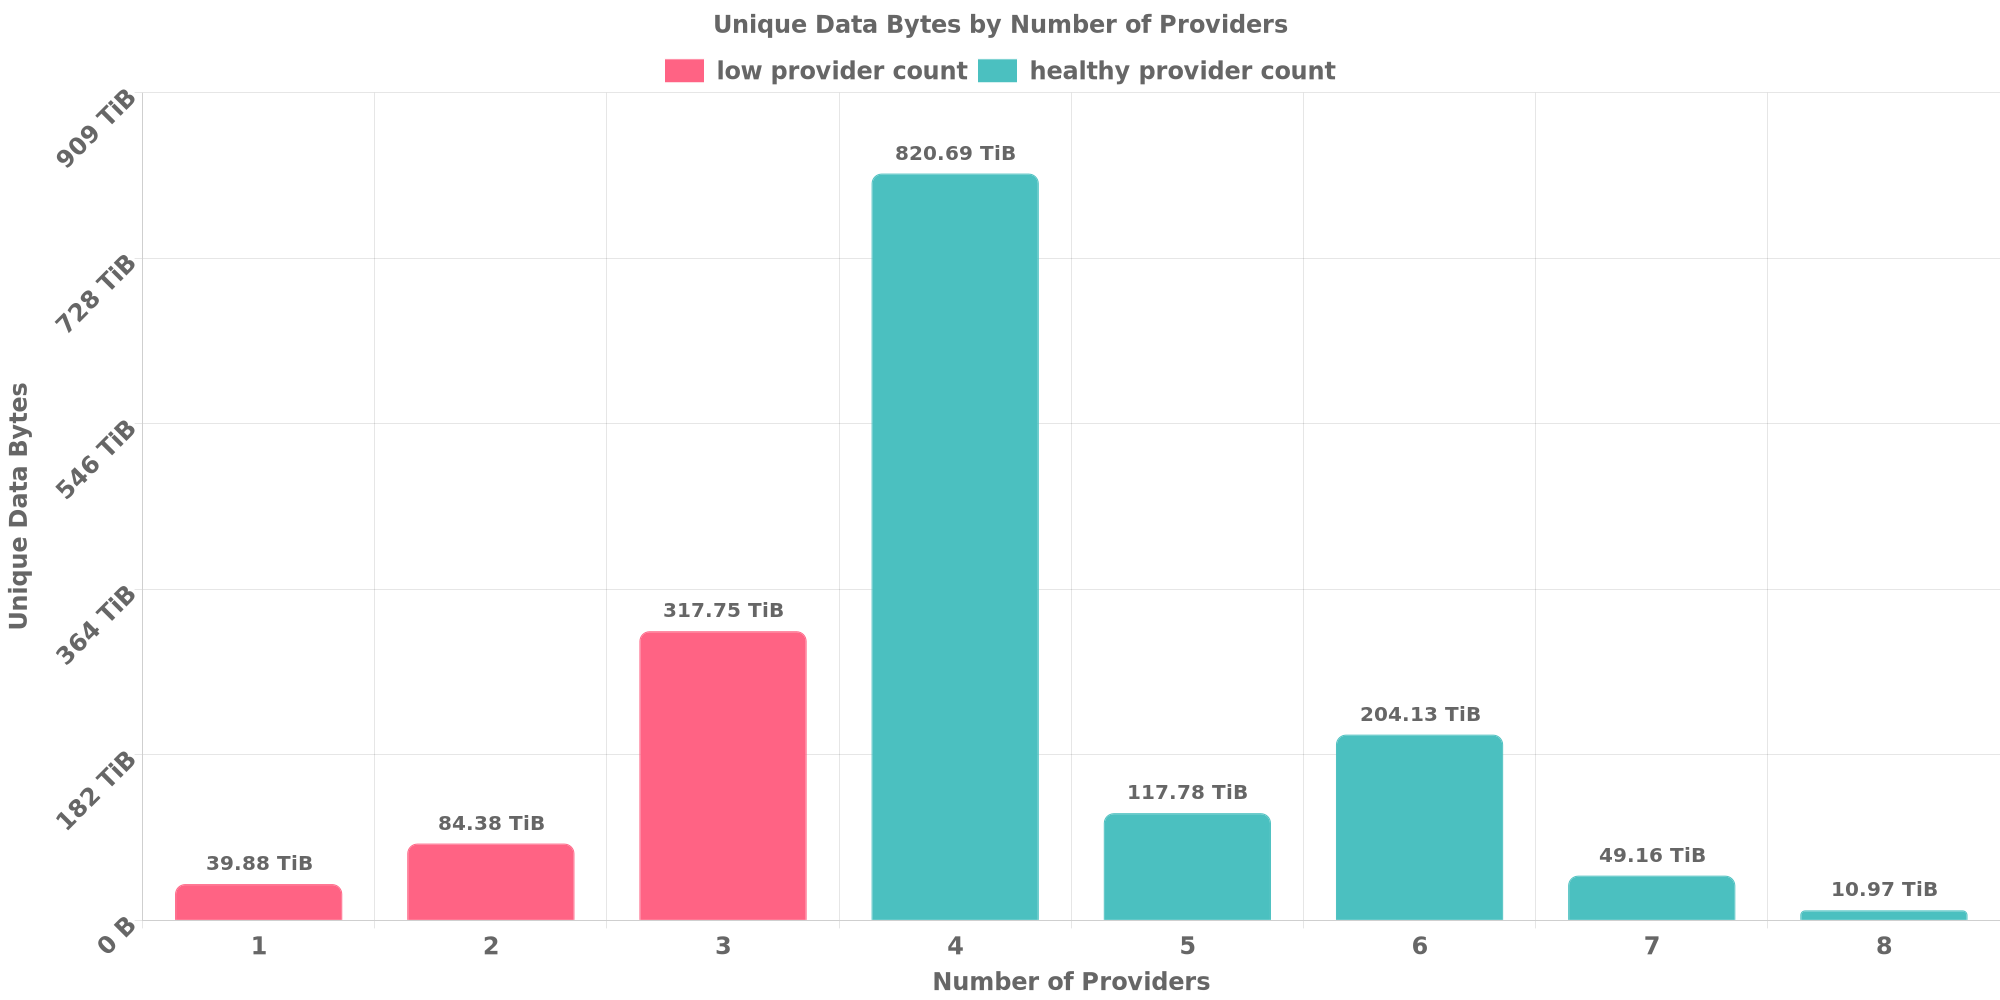 Unique Data Bytes by Number of Providers
low provider count
healthy provider count
909 TiB
728 TiB
546 TiB
364 TiB
182 TiB
0 B
Unique Data Bytes
39.88 TiB
84.38 TiB
317.75 TiB
820.69 TiB
117.78 TiB
204.13 TiB
49.16 TiB
10.97 TiB
1 2 3 4 5 6 7 8
Number of Providers